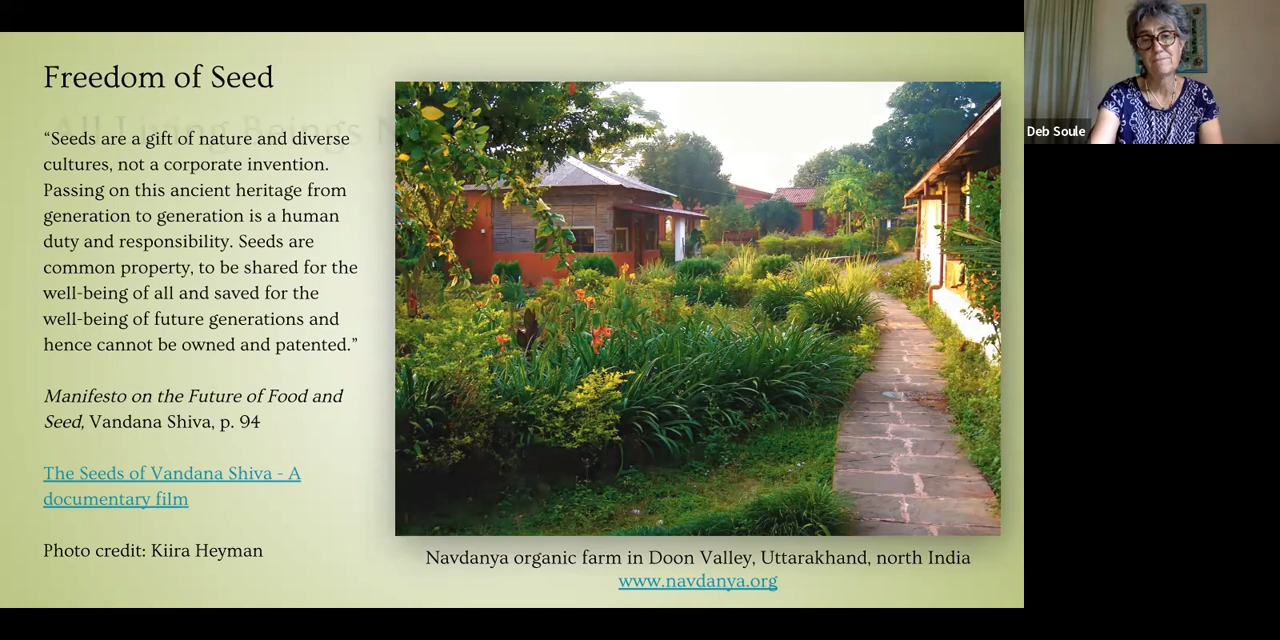 Freedom of Seed
All Living Beings N
“Seeds are a gift of nature and diverse
cultures, not a corporate invention.
Passing on this ancient heritage from
generation to generation is a human
duty and responsibility. Seeds are
common property, to be shared for the
well-being of all and saved for the
well-being of future generations and
hence cannot be owned and patented.”
Manifesto on the Future of Food and
Seed, Vandana Shiva, p. 94
The Seeds of Vandana Shiva - A
documentary film
Photo credit: Kiira Heyman
Navdanya organic farm in Doon Valley, Uttarakhand, north India
www.navdanya.org
Deb Soule